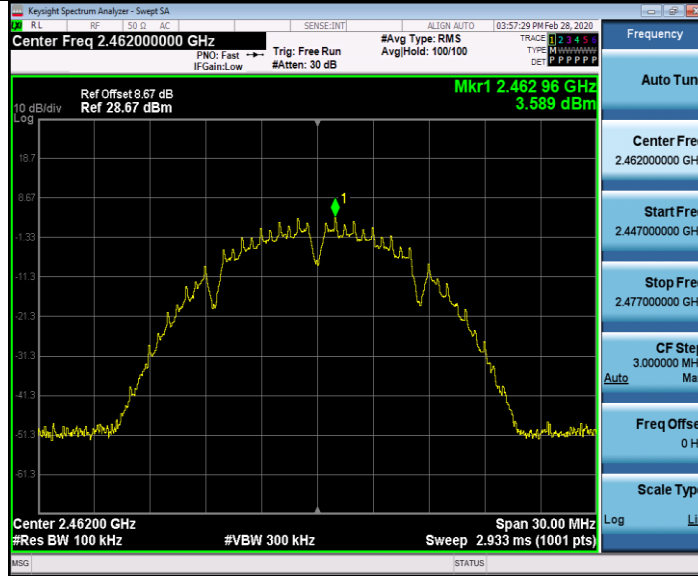 Keysight Spectrum Analyzer - Swept SA
RL RF 50 Ω AC SENSE:INT ALIGN AUTO 03:57:29 PM Feb 28, 2020
Center Freq 2.462000000 GHz
PNO: Fast
IFGain:Low
Trig: Free Run
#Atten: 30 dB
#Avg Type: RMS
Avg|Hold: 100/100
TRACE 1 2 3 4 5 6
TYPE M WWWWW
DET P P P P P P
Frequency
Ref Offset 8.67 dB
10 dB/div Ref 28.67 dBm
Log
Mkr1 2.462 96 GHz
3.589 dBm
18.7
8.67
-1.33
-11.3
-21.3
-31.3
-41.3
-51.3
-61.3
1
Center 2.46200 GHz Span 30.00 MHz
#Res BW 100 kHz #VBW 300 kHz Sweep 2.933 ms (1001 pts)
MSG STATUS
Auto Tun
Center Fre
2.462000000 GH
Start Fre
2.447000000 GH
Stop Fre
2.477000000 GH
CF Ste
3.000000 MH
Auto Ma
Freq Offse
0 H
Scale Typ
Log Li